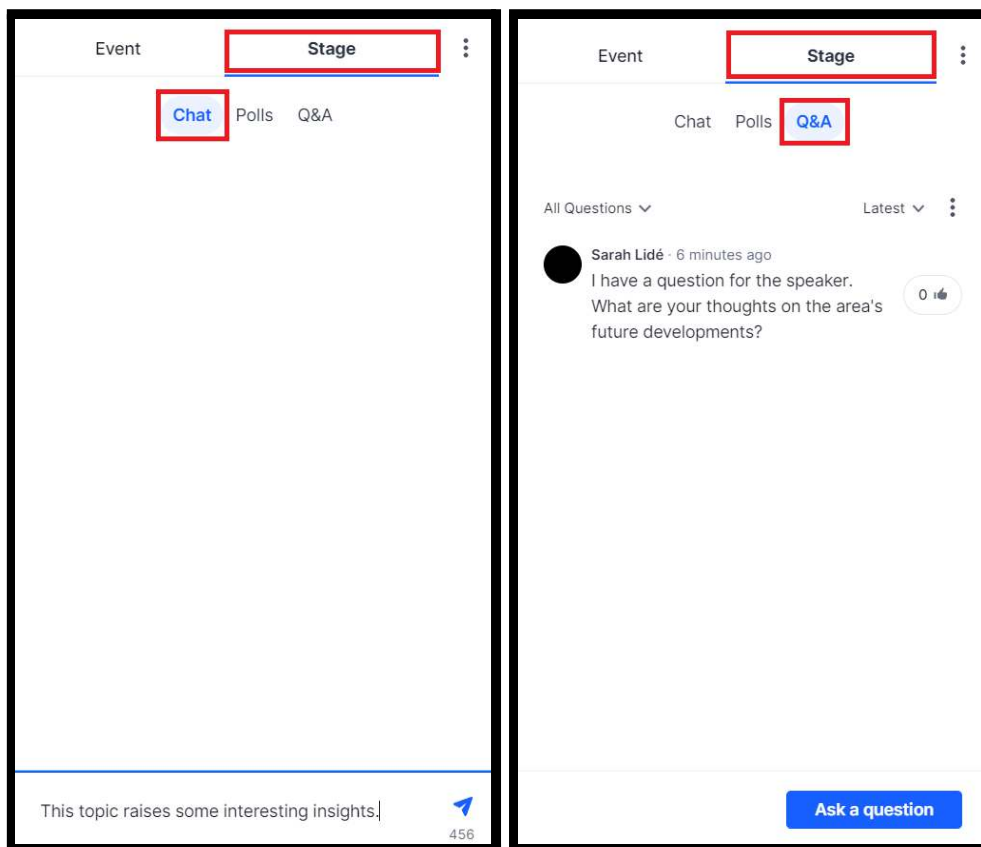 Event Stage
Chat Polls Q&A
This topic raises some interesting insights.
456
Event Stage
Chat Polls Q&A
All Questions Latest
Sarah Lidé · 6 minutes ago
I have a question for the speaker.
What are your thoughts on the area's
future developments?
0
Ask a question